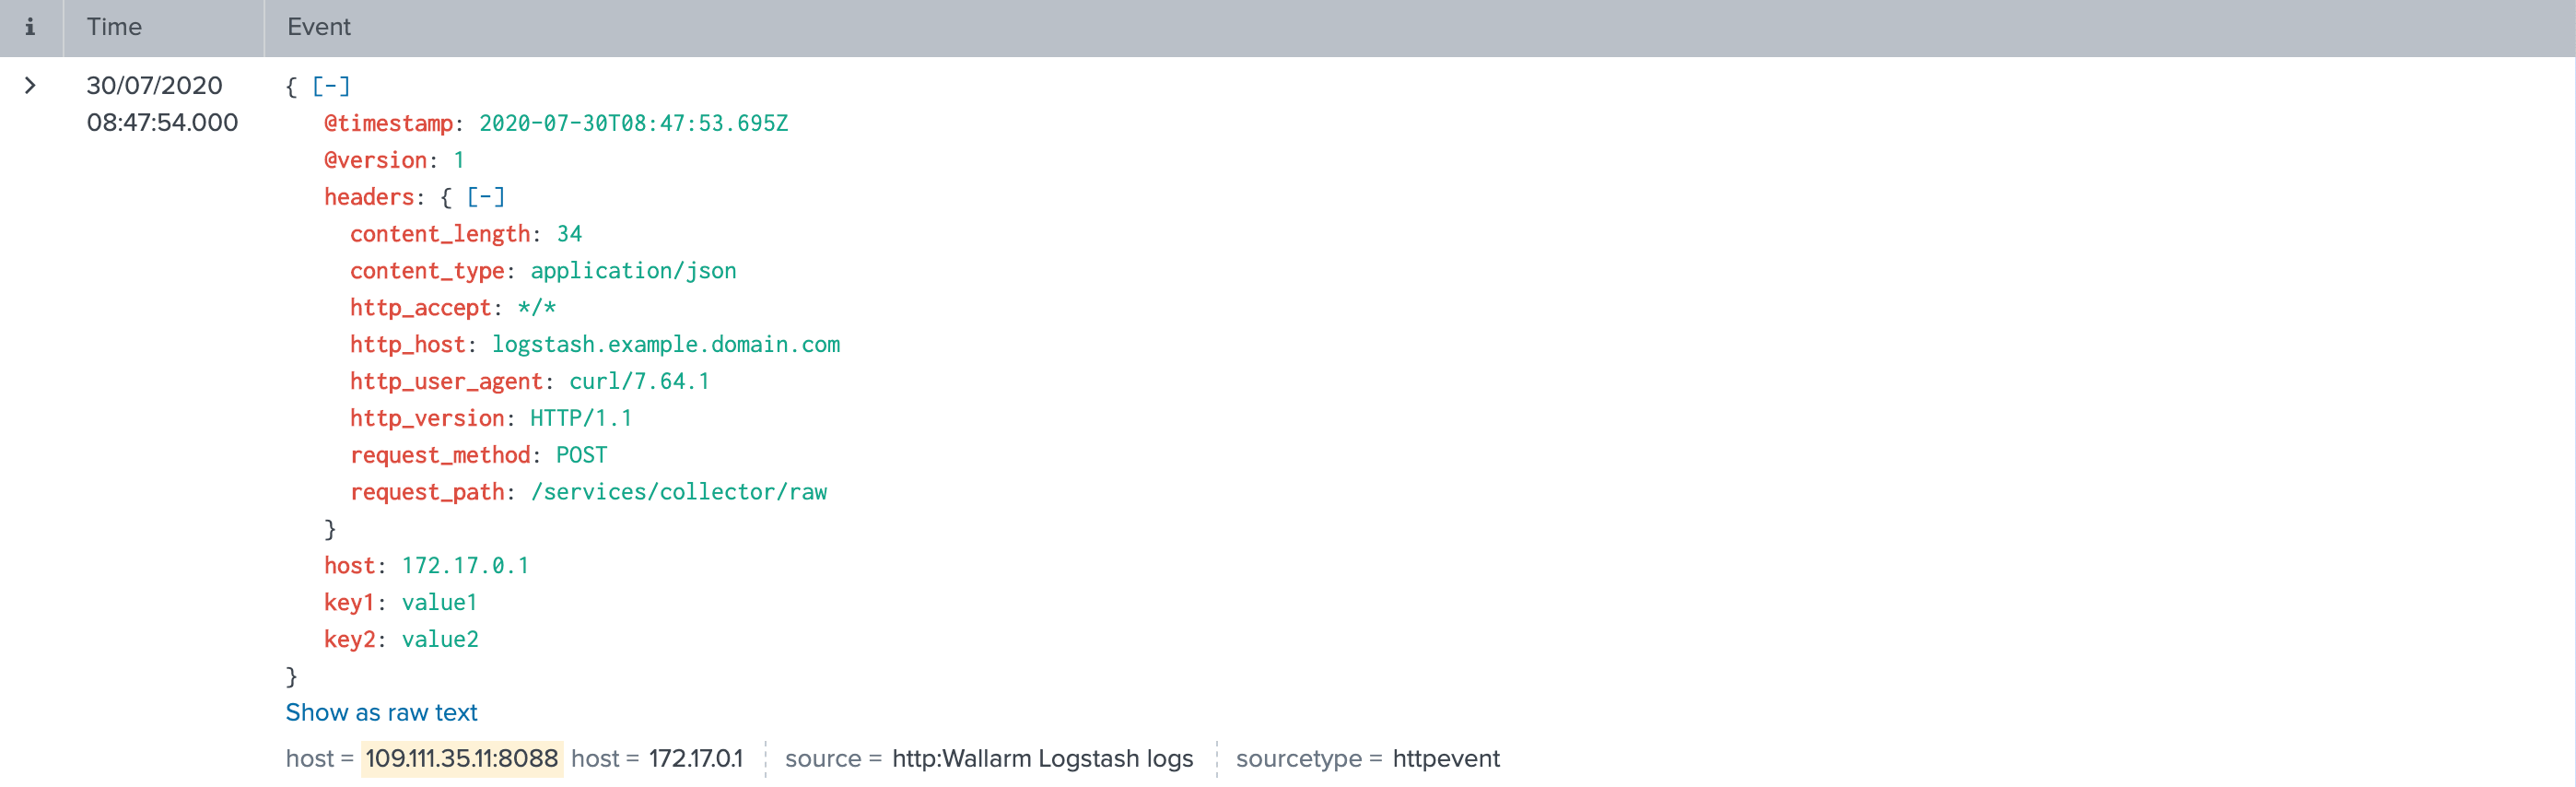 i Time Event
> 30/07/2020 { [-]
08:47:54.000 @timestamp: 2020-07-30T08:47:53.695Z
@version: 1
headers: { [-]
content_length: 34
content_type: application/json
http_accept: */*
http_host: logstash.example.domain.com
http_user_agent: curl/7.64.1
http_version: HTTP/1.1
request_method: POST
request_path: /services/collector/raw
}
host: 172.17.0.1
key1: value1
key2: value2
}
Show as raw text
host = 109.111.35.11:8088 host = 172.17.0.1 source = http:Wallarm Logstash logs sourcetype = httpevent